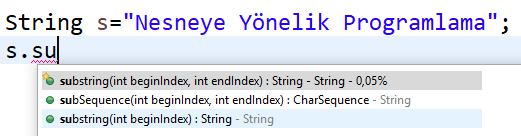 String s="Nesneye Yönelik Programlama";
s.su
substring(int beginIndex, int endIndex) : String - String - 0,05%
subSequence(int beginIndex, int endIndex) : CharSequence - String
substring(int beginIndex) : String - String